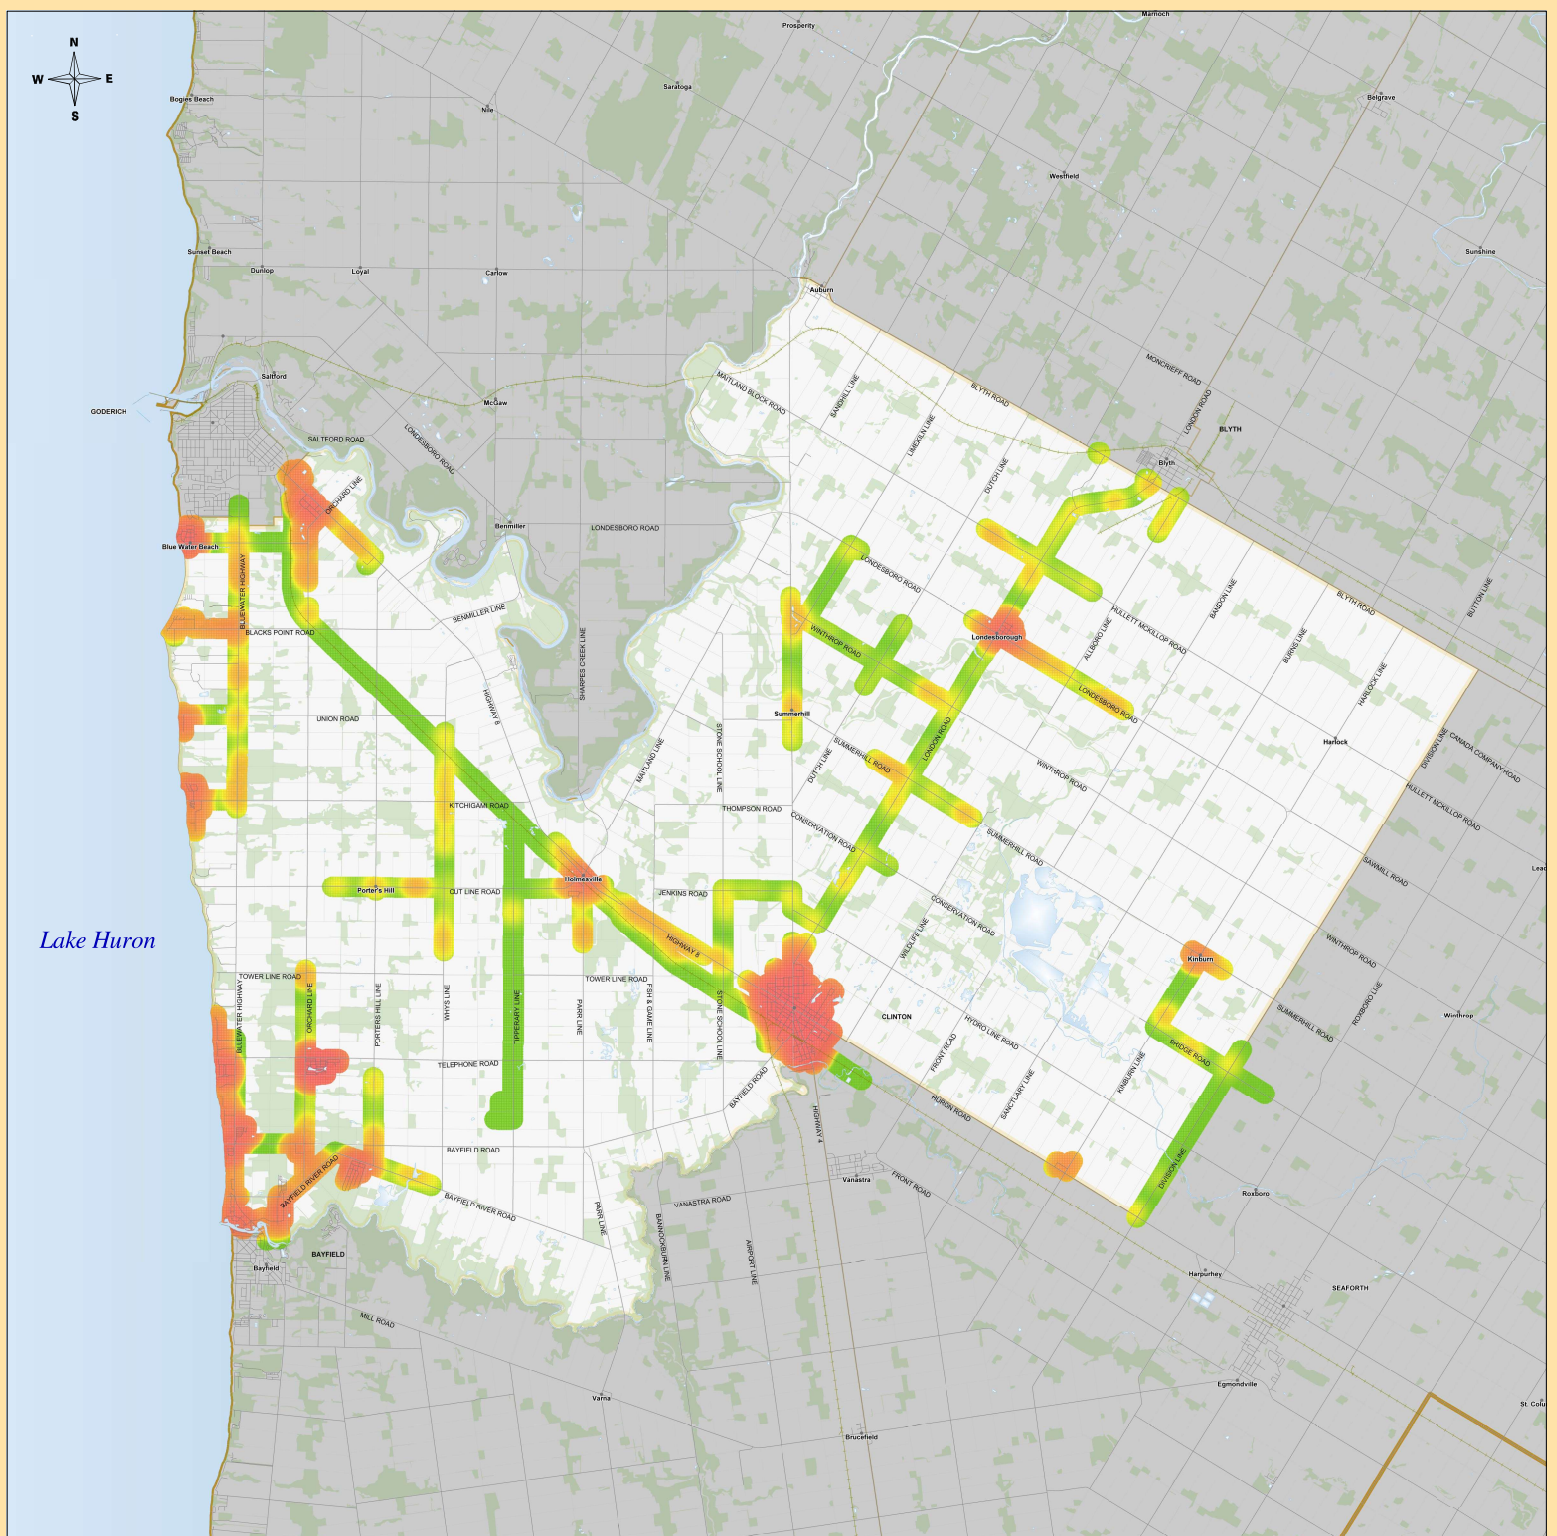 Marnoch
Prosperity
N
W E
S
Saratoga
Belgrave
Bogies Beach
Nile
Westfield
Sunset Beach
Sunshine
Dunlop
Loyal
Carlow
Auburn
MONCRIEFF ROAD
Saltford
MAITLAND BLOCK ROAD
SANDHILL LINE
BLYTH ROAD
LONDON ROAD
McGaw
GODERICH
LIMEKILN LINE
BLYTH
SALTFORD ROAD
LONDESBORO ROAD
Blyth
DUTCH LINE
ORCHARD LINE
Benmiller
LONDESBORO ROAD
Blue Water Beach
LONDESBORO ROAD
BLUEWATER HIGHWAY
BANDON LINE
BLYTH ROAD
BUTTON LINE
BENMILLER LINE
HULLETT MCKILLOP ROAD
BLACKS POINT ROAD
WINTHROP ROAD
Londesborough
ALLBORO LINE
BURNS LINE
SHARPES CREEK LINE
HARLOCK LINE
HIGHWAY 8
LONDESBORO ROAD
UNION ROAD
Summerhill
STONE SCHOOL LINE
MAITLAND LINE
LONDON ROAD
Harlock
DIVISION LINE
CANADA COMPANY ROAD
SUMMERHILL ROAD
DUTCH LINE
WINTHROP ROAD
KITCHIGAMI ROAD
THOMPSON ROAD
HULLETT MCKILLOP ROAD
CONSERVATION ROAD
SUMMERHILL ROAD
SAWMILL ROAD
Holmesville
Porter's Hill
CUT LINE ROAD
JENKINS ROAD
CONSERVATION ROAD
Lake Huron
WILDLIFE LINE
HIGHWAY 8
WINTHROP ROAD
Kinburn
TOWER LINE ROAD
TOWER LINE ROAD
BLUEWATER HIGHWAY
ORCHARD LINE
PORTERS HILL LINE
WHYS LINE
TIPPERARY LINE
PARR LINE
FISH & GAME LINE
STONE SCHOOL LINE
CLINTON
ROXBORO LINE
Winthrop
SUMMERHILL ROAD
HYDRO LINE ROAD
FRONT ROAD
BRIDGE ROAD
TELEPHONE ROAD
KINBURN LINE
BAYFIELD ROAD
SANCTUARY LINE
HURON ROAD
HIGHWAY 4
BAYFIELD ROAD
BAYFIELD RIVER ROAD
DIVISION LINE
Vanastra
FRONT ROAD
Roxboro
BAYFIELD RIVER ROAD
VANASTRA ROAD
PARR LINE
BANNOCKBURN LINE
AIRPORT LINE
BAYFIELD
Bayfield
Harpurhey
SEAFORTH
MILL ROAD
Egmondville
Varna
Brucefield